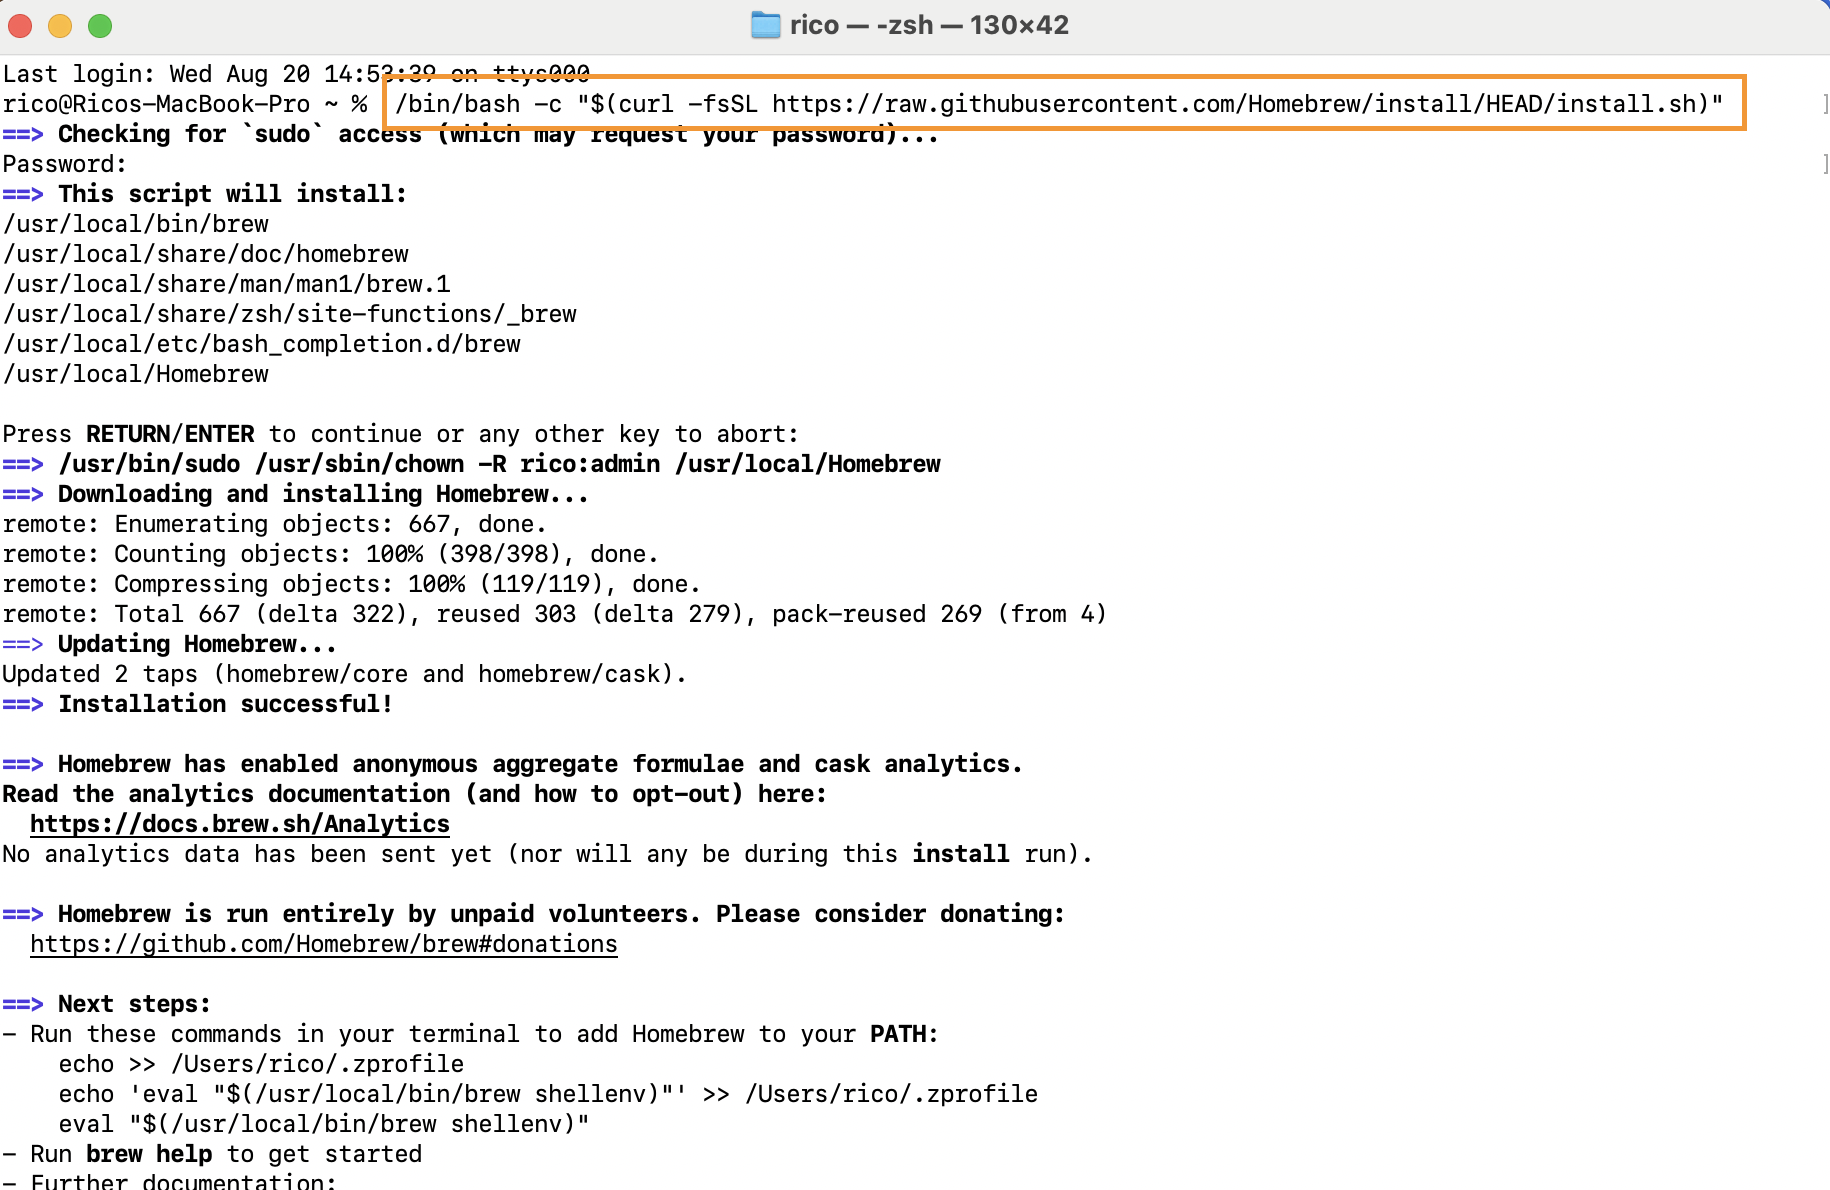 rico — -zsh — 130×42
Last login: Wed Aug 20 14:53:39 on ttys000
rico@Ricos-MacBook-Pro ~ % /bin/bash -c "$(curl -fsSL https://raw.githubusercontent.com/Homebrew/install/HEAD/install.sh)"
==> Checking for `sudo` access (which may request your password)...
Password:
==> This script will install:
/usr/local/bin/brew
/usr/local/share/doc/homebrew
/usr/local/share/man/man1/brew.1
/usr/local/share/zsh/site-functions/_brew
/usr/local/etc/bash_completion.d/brew
/usr/local/Homebrew
Press RETURN/ENTER to continue or any other key to abort:
==> /usr/bin/sudo /usr/sbin/chown -R rico:admin /usr/local/Homebrew
==> Downloading and installing Homebrew...
remote: Enumerating objects: 667, done.
remote: Counting objects: 100% (398/398), done.
remote: Compressing objects: 100% (119/119), done.
remote: Total 667 (delta 322), reused 303 (delta 279), pack-reused 269 (from 4)
==> Updating Homebrew...
Updated 2 taps (homebrew/core and homebrew/cask).
==> Installation successful!
==> Homebrew has enabled anonymous aggregate formulae and cask analytics.
Read the analytics documentation (and how to opt-out) here:
https://docs.brew.sh/Analytics
No analytics data has been sent yet (nor will any be during this install run).
==> Homebrew is run entirely by unpaid volunteers. Please consider donating:
https://github.com/Homebrew/brew#donations
==> Next steps:
- Run these commands in your terminal to add Homebrew to your PATH:
echo >> /Users/rico/.zprofile
echo 'eval "$(/usr/local/bin/brew shellenv)"' >> /Users/rico/.zprofile
eval "$(/usr/local/bin/brew shellenv)"
- Run brew help to get started
- Further documentation: